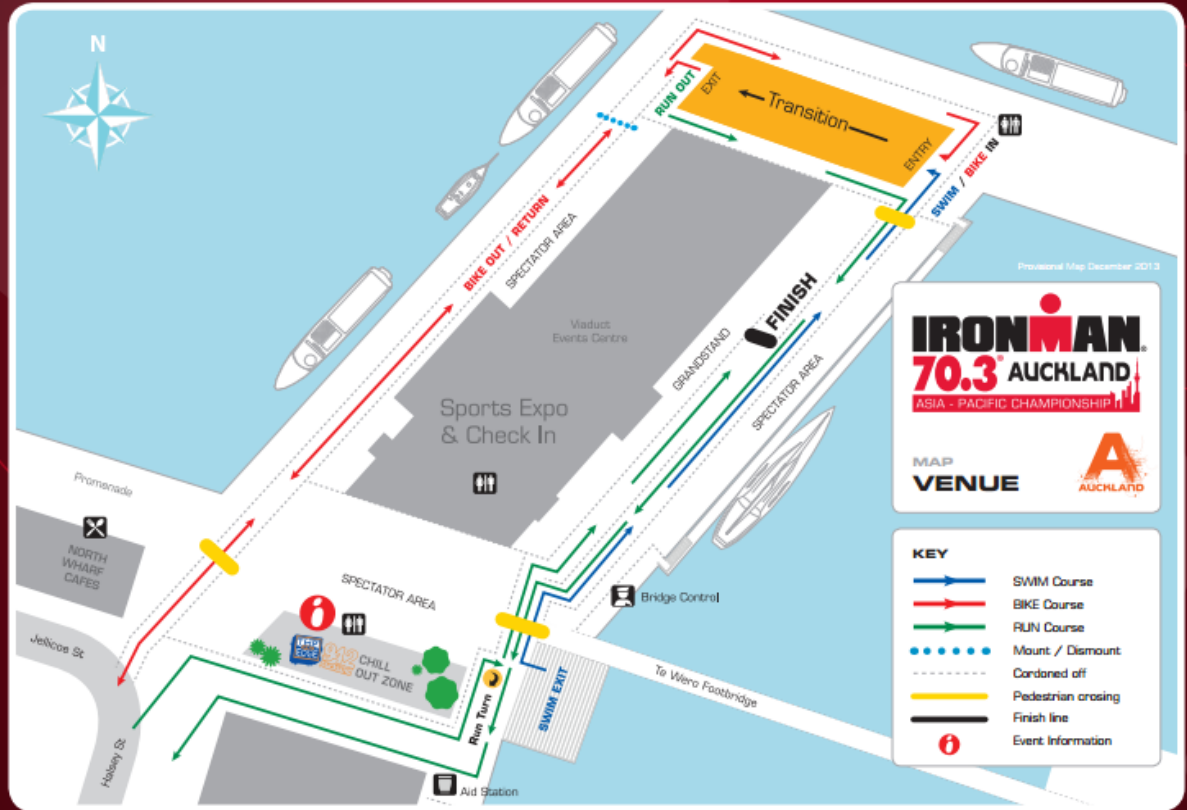 N
RUN OUT
EXIT
Transition
ENTRY
SWIM / BIKE IN
BIKE OUT / RETURN
SPECTATOR AREA
Viaduct
Events Centre
Sports Expo
& Check In
GRANDSTAND
FINISH
SPECTATOR AREA
Provisional Map December 2013
IRONMAN
70.3 AUCKLAND
ASIA - PACIFIC CHAMPIONSHIP
MAP
VENUE
A
AUCKLAND
Promenade
NORTH
WHARF
CAFES
Jellicoe St
Halsey St
SPECTATOR AREA
THE
EDGE
CHILL
OUT ZONE
Run Turn
SWIM EXIT
Bridge Control
Te Wero Footbridge
Aid Station
KEY
SWIM Course
BIKE Course
RUN Course
Mount / Dismount
Cordoned off
Pedestrian crosing
Finish line
i
Event Information